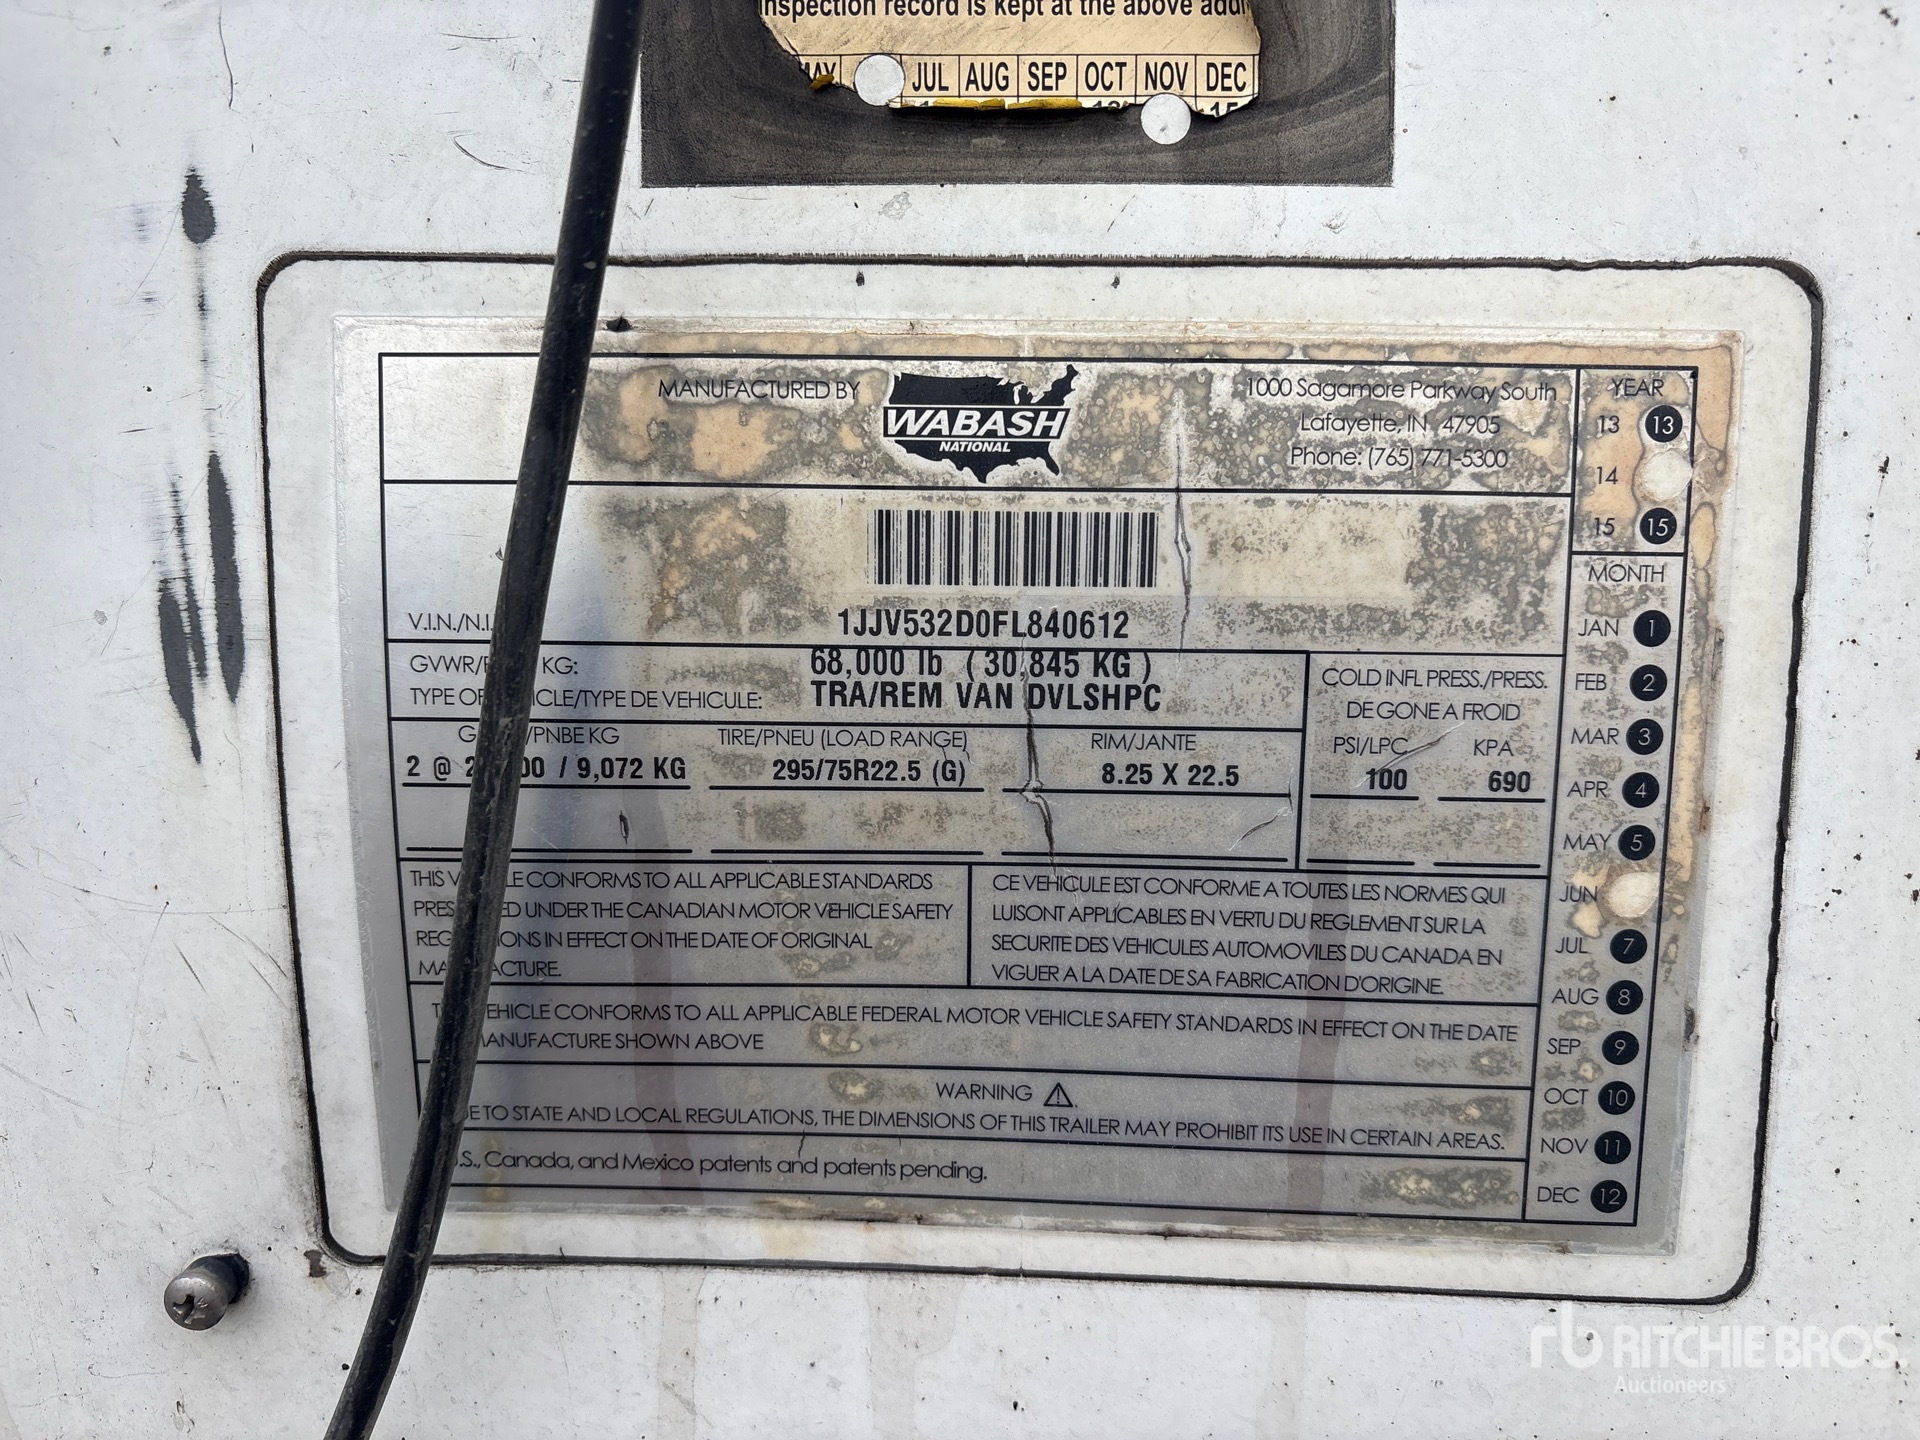 inspection record is kept at the above
MAY JUL AUG SEP OCT NOV DEC
15
MANUFACTURED BY
WABASH
NATIONAL
1000 Sagamore Parkway South
Lafayette, IN 47905
Phone: (765) 771-5300
YEAR
13 13
14
15 15
V.I.N./N.I. 1JJV532D0FL840612
GVWR/ KG: 68,000 lb ( 30,845 KG )
TYPE DE VEHICULE: TRA/REM VAN DVLSHPC
COLD INFL PRESS./PRESS.
DE GONE A FROID
PSI/LPC KPA
100 690
/PNBE KG TIRE/PNEU (LOAD RANGE) RIM/JANTE
2 @ / 9,072 KG 295/75R22.5 (G) 8.25 X 22.5
THIS CONFORMS TO ALL APPLICABLE STANDARDS
UNDER THE CANADIAN MOTOR VEHICLE SAFETY
IN EFFECT ON THE DATE OF ORIGINAL
CE VEHICULE EST CONFORME A TOUTES LES NORMES QUI
LUISONT APPLICABLES EN VERTU DU REGLEMENT SUR LA
SECURITE DES VEHICULES AUTOMOVILES DU CANADA EN
VIGUER A LA DATE DE SA FABRICATION D'ORIGINE.
CONFORMS TO ALL APPLICABLE FEDERAL MOTOR VEHICLE SAFETY STANDARDS IN EFFECT ON THE DATE
SHOWN ABOVE
WARNING
TO STATE AND LOCAL REGULATIONS, THE DIMENSIONS OF THIS TRAILER MAY PROHIBIT ITS USE IN CERTAIN AREAS.
Canada, and Mexico patents and patents pending.
MONTH
JAN 1
FEB 2
MAR 3
APR 4
MAY 5
JUN
JUL 7
AUG 8
SEP 9
OCT 10
NOV 11
DEC 12
rb RITCHIE BROS.
Auctioneers